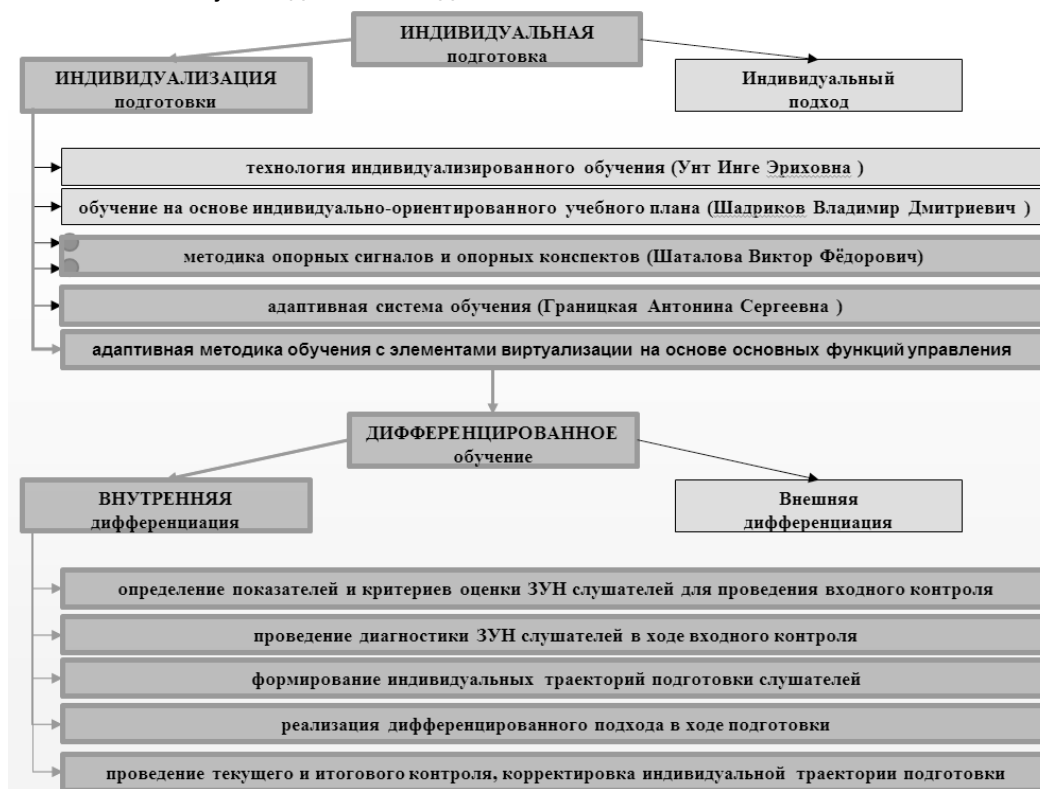 ИНДИВИДУАЛЬНАЯ
подготовка
ИНДИВИДУАЛИЗАЦИЯ
подготовки
Индивидуальный
подход
технология индивидуализированного обучения (Унт Инге Эриховна )
обучение на основе индивидуально-ориентированного учебного плана (Шадриков Владимир Дмитриевич )
методика опорных сигналов и опорных конспектов (Шаталова Виктор Фёдорович)
адаптивная система обучения (Границкая Антонина Сергеевна )
адаптивная методика обучения с элементами виртуализации на основе основных функций управления
ДИФФЕРЕНЦИРОВАННОЕ
обучение
ВНУТРЕННЯЯ
дифференциация
Внешняя
дифференциация
определение показателей и критериев оценки ЗУН слушателей для проведения входного контроля
проведение диагностики ЗУН слушателей в ходе входного контроля
формирование индивидуальных траекторий подготовки слушателей
реализация дифференцированного подхода в ходе подготовки
проведение текущего и итогового контроля, корректировка индивидуальной траектории подготовки